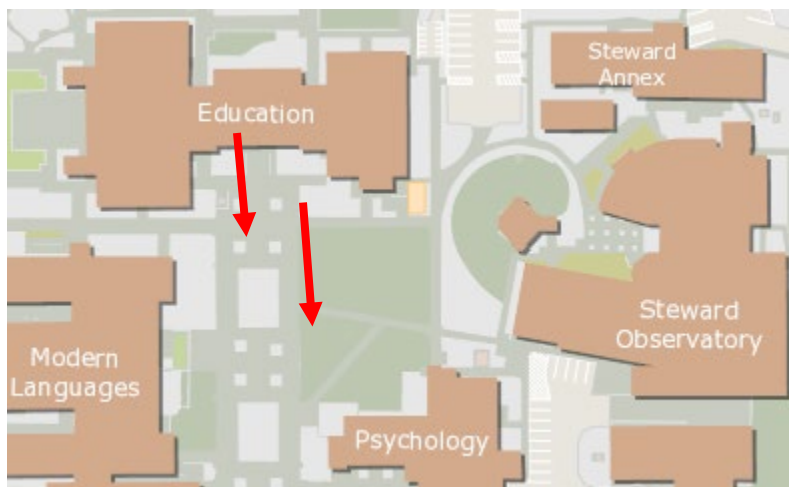 Steward
Annex
Education
Steward
Observatory
Modern
Languages
Psychology